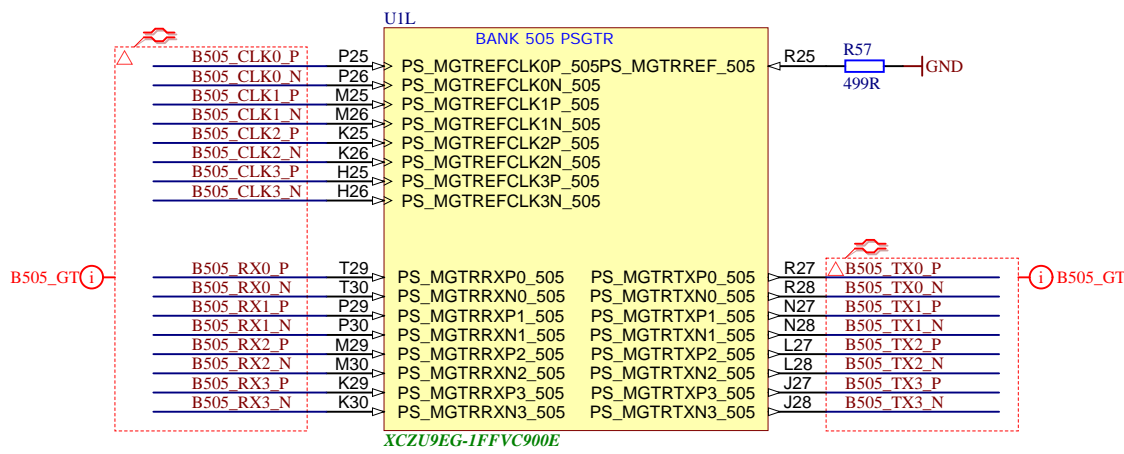 U1L
BANK 505 PSGTR
B505_CLK0_P P25 PS_MGTREFCLK0P_505 PS_MGTRREF_505 R25 R57 GND
499R
B505_CLK0_N P26 PS_MGTREFCLK0N_505
B505_CLK1_P M25 PS_MGTREFCLK1P_505
B505_CLK1_N M26 PS_MGTREFCLK1N_505
B505_CLK2_P K25 PS_MGTREFCLK2P_505
B505_CLK2_N K26 PS_MGTREFCLK2N_505
B505_CLK3_P H25 PS_MGTREFCLK3P_505
B505_CLK3_N H26 PS_MGTREFCLK3N_505
B505_GT i
B505_RX0_P T29 PS_MGTRRXP0_505 PS_MGTRTXP0_505 R27 B505_TX0_P
i B505_GT
B505_RX0_N T30 PS_MGTRRXN0_505 PS_MGTRTXN0_505 R28 B505_TX0_N
B505_RX1_P P29 PS_MGTRRXP1_505 PS_MGTRTXP1_505 N27 B505_TX1_P
B505_RX1_N P30 PS_MGTRRXN1_505 PS_MGTRTXN1_505 N28 B505_TX1_N
B505_RX2_P M29 PS_MGTRRXP2_505 PS_MGTRTXP2_505 L27 B505_TX2_P
B505_RX2_N M30 PS_MGTRRXN2_505 PS_MGTRTXN2_505 L28 B505_TX2_N
B505_RX3_P K29 PS_MGTRRXP3_505 PS_MGTRTXP3_505 J27 B505_TX3_P
B505_RX3_N K30 PS_MGTRRXN3_505 PS_MGTRTXN3_505 J28 B505_TX3_N
XCZU9EG-1FFVC900E